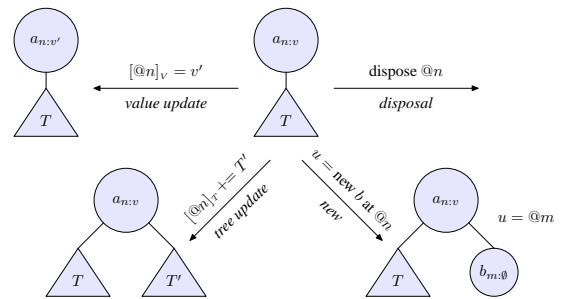 a_{n:v'}
T
[@n]_V = v'
value update
a_{n:v}
T
dispose @n
disposal
[@n]_T += T'
tree update
u = new b at @n
new
a_{n:v}
T
T'
a_{n:v}
T
b_{m:∅}
u = @m